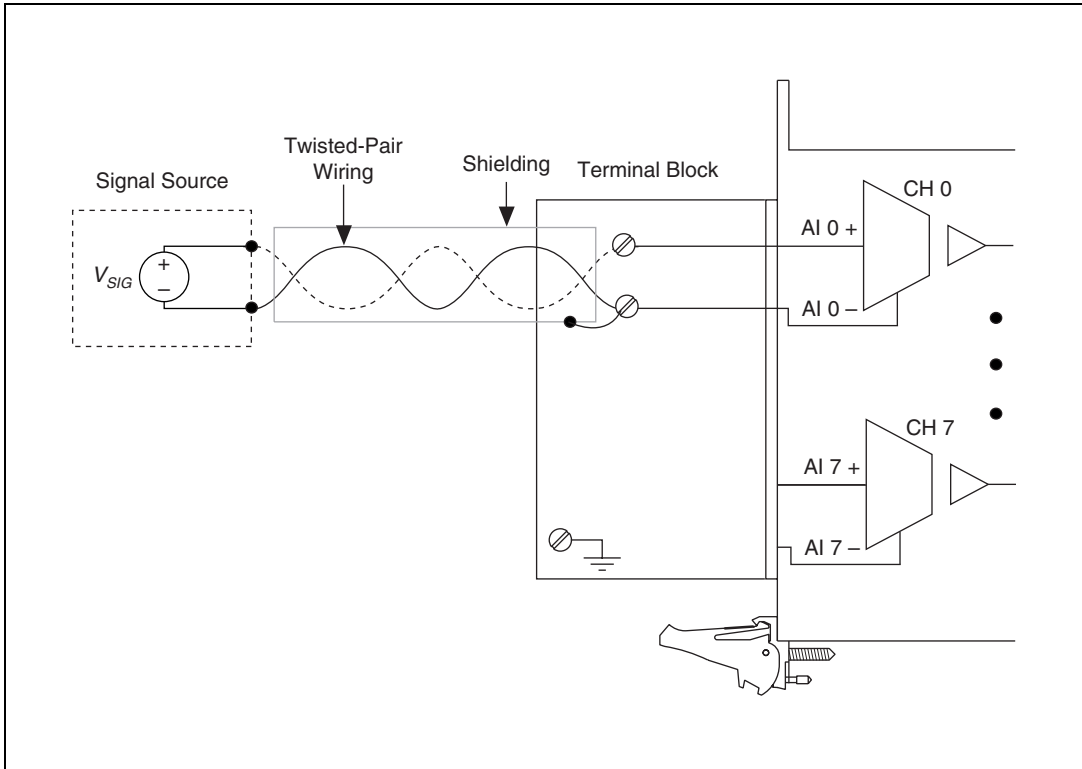 Twisted-Pair
Wiring
Shielding
Terminal Block
Signal Source
CH 0
AI 0 +
+
V_SIG
–
AI 0 –
CH 7
AI 7 +
AI 7 –